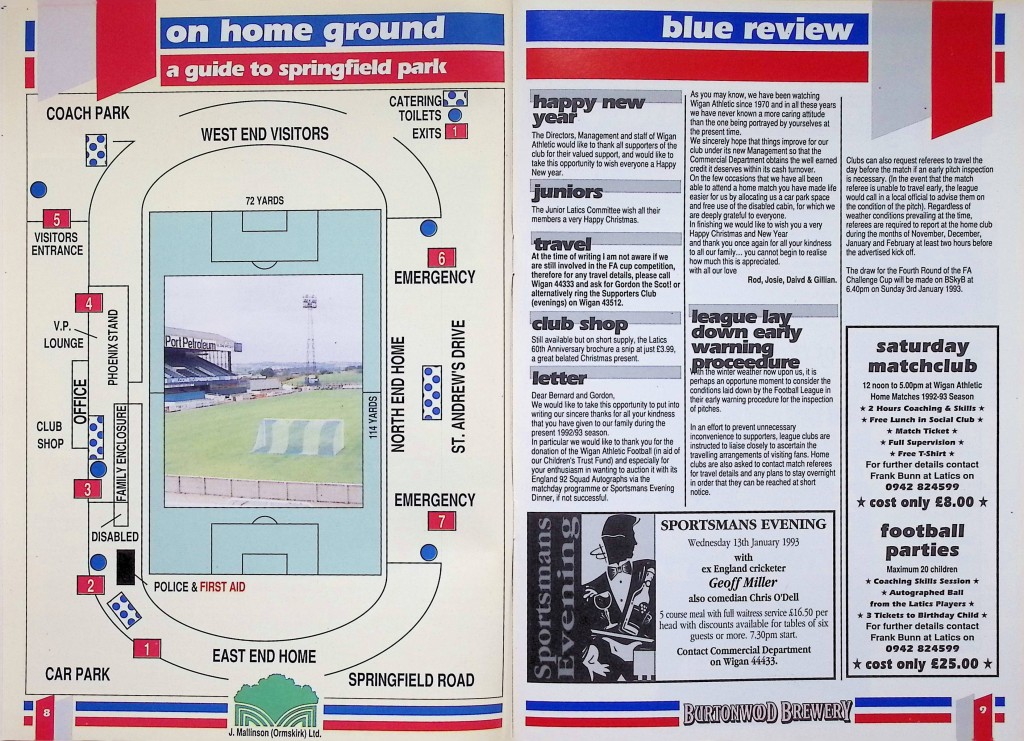 on home ground
a guide to springfield park
COACH PARK
CATERING
TOILETS
EXITS 1
WEST END VISITORS
72 YARDS
5
VISITORS
ENTRANCE
6
EMERGENCY
4
V.P.
LOUNGE
PHOENIX STAND
Port Petroleum
OFFICE
CLUB
SHOP
FAMILY ENCLOSURE
114 YARDS
NORTH END HOME
ST. ANDREW'S DRIVE
3
EMERGENCY
7
DISABLED
2
POLICE & FIRST AID
1
EAST END HOME
CAR PARK
SPRINGFIELD ROAD
J. Mallinson (Ormskirk) Ltd.
8
blue review
happy new
year
The Directors, Management and staff of Wigan
Athletic would like to thank all supporters of the
club for their valued support, and would like to
take this opportunity to wish everyone a Happy
New year.
juniors
The Junior Latics Committee wish all their
members a very Happy Christmas.
travel
At the time of writing I am not aware if we
are still involved in the FA cup competition,
therefore for any travel details, please call
Wigan 44333 and ask for Gordon the Scot! or
alternatively ring the Supporters Club
(evenings) on Wigan 43512.
club shop
Still available but on short supply, the Latics
60th Anniversary brochure a snip at just £3.99,
a great belated Christmas present.
letter
Dear Bernard and Gordon,
We would like to take this opportunity to put into
writing our sincere thanks for all your kindness
that you have given to our family during the
present 1992/93 season.
In particular we would like to thank you for the
donation of the Wigan Athletic Football (in aid of
our Children's Trust Fund) and especially for
your enthusiasm in wanting to auction it with its
England 92 Squad Autographs via the
matchday programme or Sportsmans Evening
Dinner, if not successful.
As you may know, we have been watching
Wigan Athletic since 1970 and in all these years
we have never known a more caring attitude
than the one being portrayed by yourselves at
the present time.
We sincerely hope that things improve for our
club under its new Management so that the
Commercial Department obtains the well earned
credit it deserves within its cash turnover.
On the few occasions that we have all been
able to attend a home match you have made life
easier for us by allocating us a car park space
and free use of the disabled cabin, for which we
are deeply grateful to everyone.
In finishing we would like to wish you a very
Happy Christmas and New Year
and thank you once again for all your kindness
to all our family... you cannot begin to realise
how much this is appreciated.
with all our love
Rod, Josie, Daivd & Gillian.
league lay
down early
warning
proceedure
With the winter weather now upon us, it is
perhaps an opportune moment to consider the
conditions laid down by the Football League in
their early warning procedure for the inspection
of pitches.
In an effort to prevent unnecessary
inconvenience to supporters, league clubs are
instructed to liaise closely to ascertain the
travelling arrangements of visiting fans. Home
clubs are also asked to contact match referees
for travel details and any plans to stay overnight
in order that they can be reached at short
notice.
Clubs can also request referees to travel the
day before the match if an early pitch inspection
is necessary. (In the event that the match
referee is unable to travel early, the league
would call in a local official to advise them on
the condition of the pitch). Regardless of
weather conditions prevailing at the time,
referees are required to report at the home club
during the months of November, December,
January and February at least two hours before
the advertised kick off.
The draw for the Fourth Round of the FA
Challenge Cup will be made on BSkyB at
6.40pm on Sunday 3rd January 1993.
saturday
matchclub
12 noon to 5.00pm at Wigan Athletic
Home Matches 1992-93 Season
★ 2 Hours Coaching & Skills ★
★ Free Lunch in Social Club ★
★ Match Ticket ★
★ Full Supervision ★
★ Free T-Shirt ★
For further details contact
Frank Bunn at Latics on
0942 824599
★ cost only £8.00 ★
football
parties
Maximum 20 children
★ Coaching Skills Session ★
★ Autographed Ball
from the Latics Players ★
★ 3 Tickets to Birthday Child ★
For further details contact
Frank Bunn at Latics on
0942 824599
★ cost only £25.00 ★
Sportsmans
Evening
SPORTSMANS EVENING
Wednesday 13th January 1993
with
ex England cricketer
Geoff Miller
also comedian Chris O'Dell
5 course meal with full waitress service £16.50 per
head with discounts available for tables of six
guests or more. 7.30pm start.
Contact Commercial Department
on Wigan 44433.
BURTONWOOD BREWERY
9